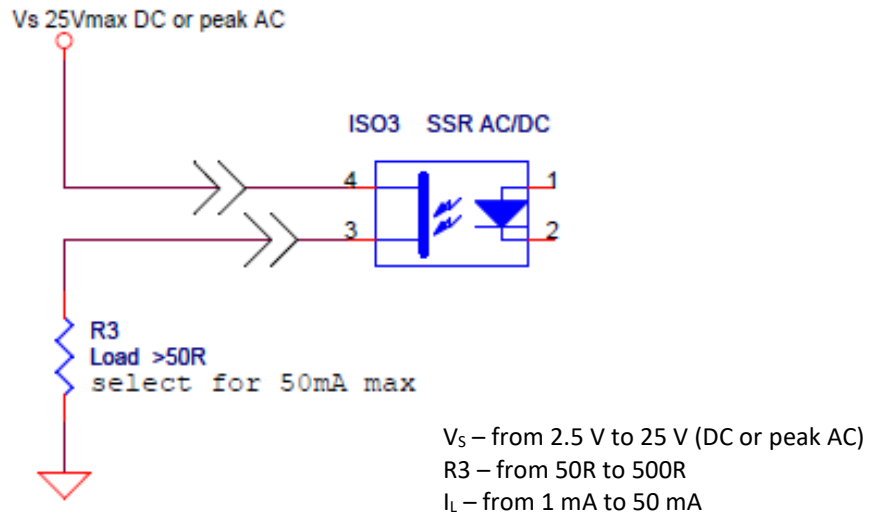 Vs 25Vmax DC or peak AC
ISO3 SSR AC/DC
4
1
3
2
R3
Load >50R
select for 50mA max
VS – from 2.5 V to 25 V (DC or peak AC)
R3 – from 50R to 500R
IL – from 1 mA to 50 mA